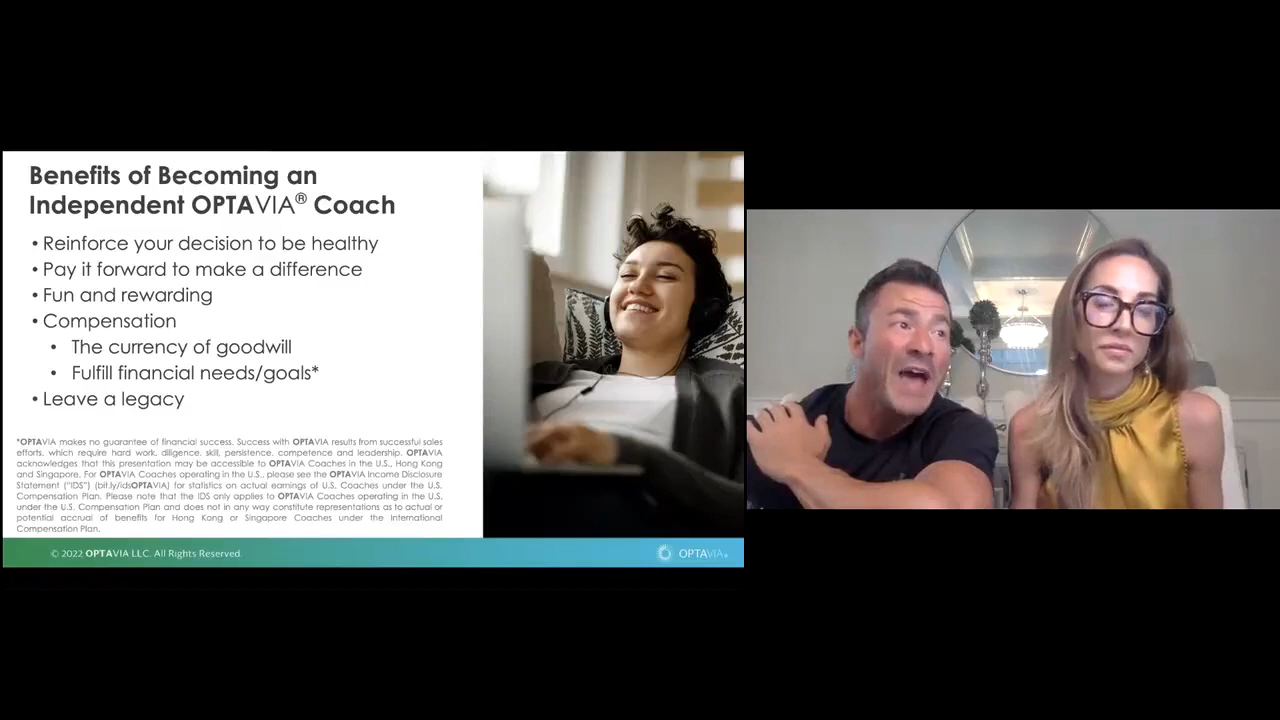 Benefits of Becoming an
Independent OPTAVIA® Coach
• Reinforce your decision to be healthy
• Pay it forward to make a difference
• Fun and rewarding
• Compensation
• The currency of goodwill
• Fulfill financial needs/goals*
• Leave a legacy
*OPTAVIA makes no guarantee of financial success. Success with OPTAVIA results from successful sales
efforts, which require hard work, diligence, skill, persistence, competence and leadership. OPTAVIA
acknowledges that this presentation may be accessible to OPTAVIA Coaches in the U.S., Hong Kong
and Singapore. For OPTAVIA Coaches operating in the U.S., please see the OPTAVIA Income Disclosure
Statement ("IDS") (bit.ly/idsOPTAVIA) for statistics on actual earnings of U.S. Coaches under the U.S.
Compensation Plan. Please note that the IDS only applies to OPTAVIA Coaches operating in the U.S.
under the U.S. Compensation Plan and does not in any way constitute representations as to actual or
potential accrual of benefits for Hong Kong or Singapore Coaches under the International
Compensation Plan.
© 2022 OPTAVIA LLC. All Rights Reserved.
OPTAVIA®